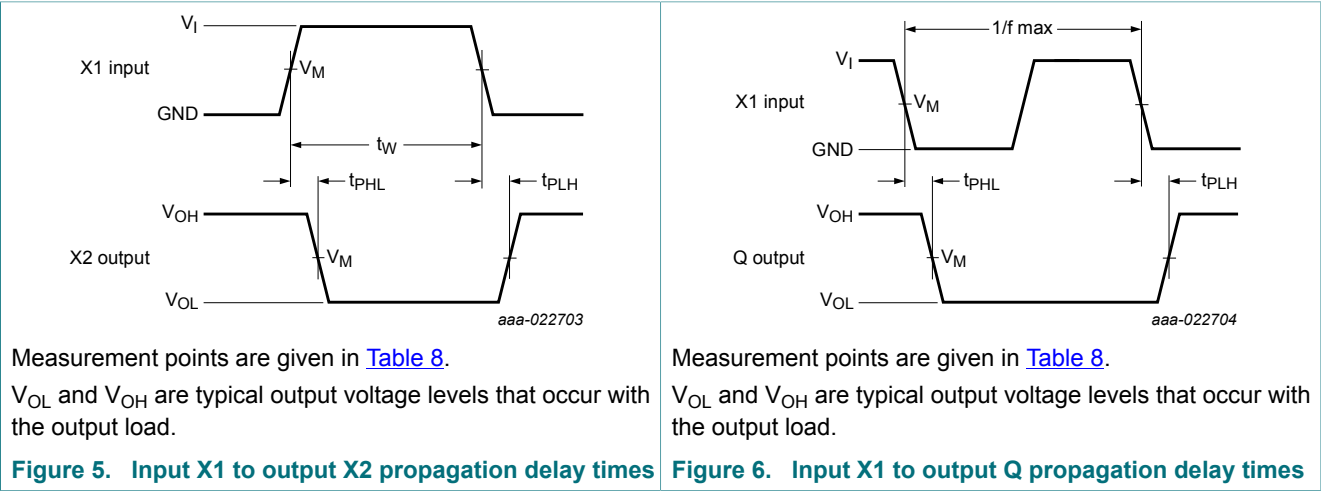 VI
X1 input
VM
GND
tW
tPHL
tPLH
VOH
X2 output
VM
VOL
aaa-022703
Measurement points are given in Table 8.
VOL and VOH are typical output voltage levels that occur with
the output load.
Figure 5. Input X1 to output X2 propagation delay times
1/f max
VI
X1 input
VM
GND
tPHL
tPLH
VOH
Q output
VM
VOL
aaa-022704
Measurement points are given in Table 8.
VOL and VOH are typical output voltage levels that occur with
the output load.
Figure 6. Input X1 to output Q propagation delay times